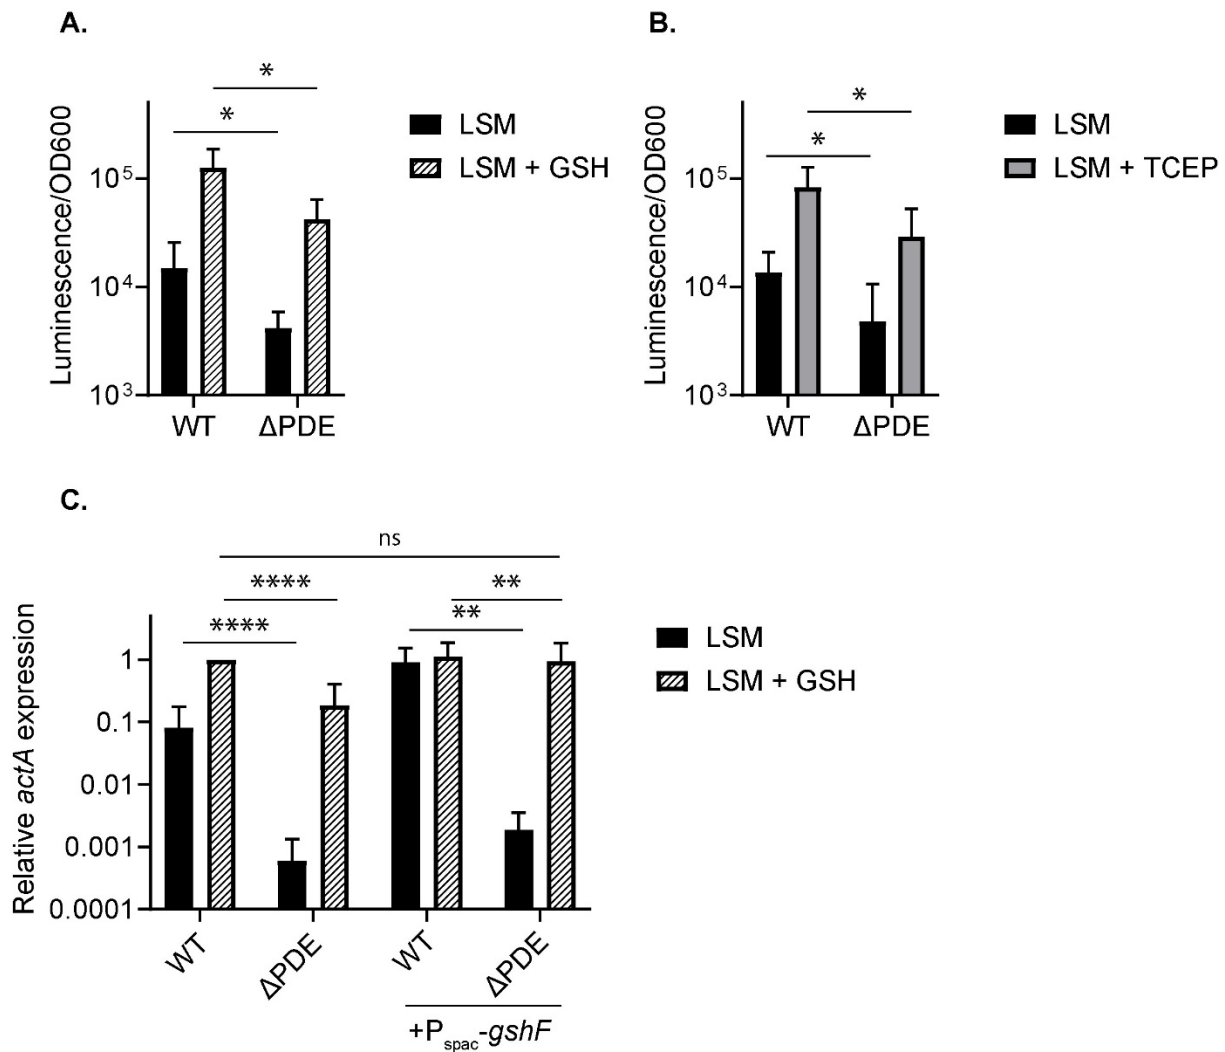 A.
Luminescence/OD600
10⁵
10⁴
10³
*
*
WT
ΔPDE
LSM
LSM + GSH
B.
Luminescence/OD600
10⁵
10⁴
10³
*
*
WT
ΔPDE
LSM
LSM + TCEP
C.
Relative actA expression
1
0.1
0.01
0.001
0.0001
ns
****
**
****
**
WT
ΔPDE
WT
ΔPDE
+Pspac-gshF
LSM
LSM + GSH